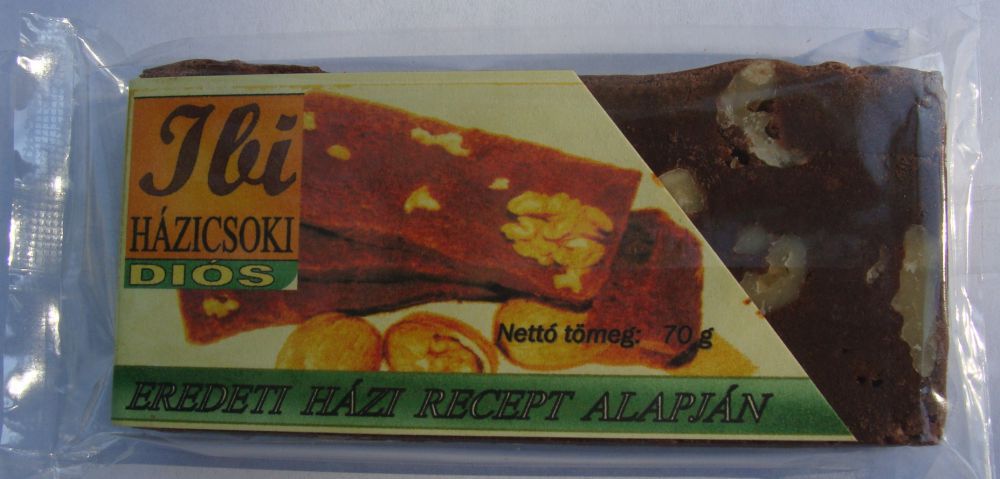 Ibi
HÁZICSOKI
DIÓS
Nettó tömeg: 70 g
EREDETI HÁZI RECEPT ALAPJÁN